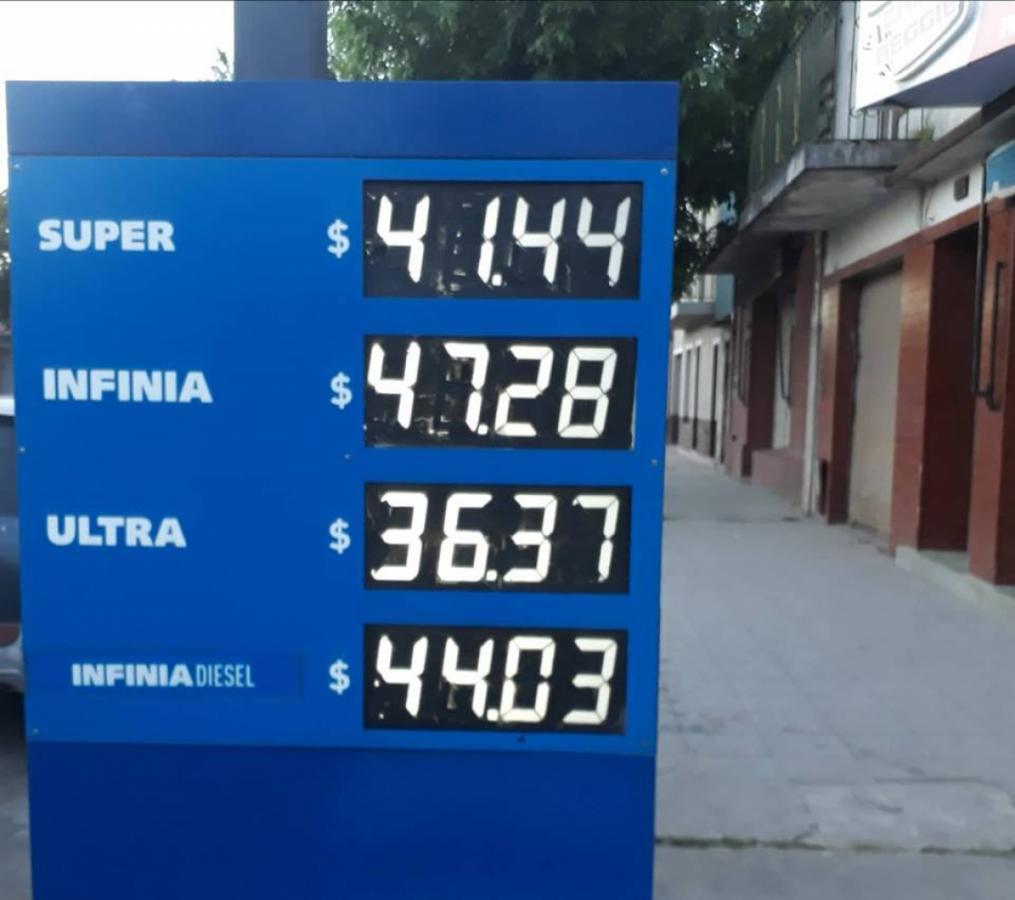 SUPER $ 41.44
INFINIA $ 47.28
ULTRA $ 36.37
INFINIA DIESEL $ 44.03